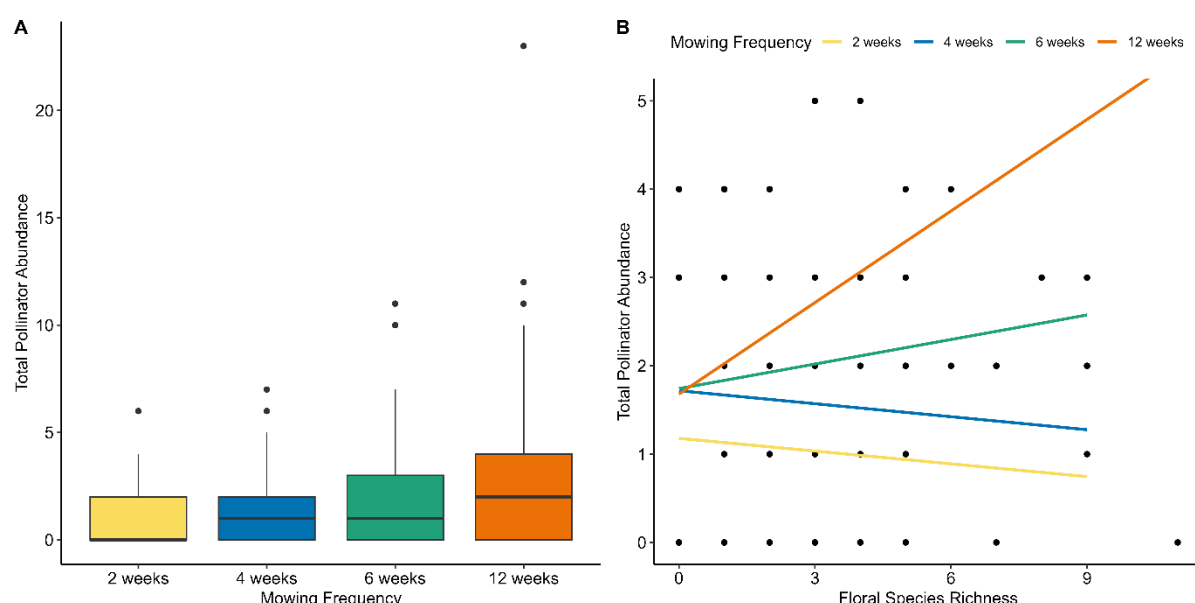 A
Total Pollinator Abundance
20
15
10
5
0
2 weeks 4 weeks 6 weeks 12 weeks
Mowing Frequency
B
Mowing Frequency 2 weeks 4 weeks 6 weeks 12 weeks
Total Pollinator Abundance
5
4
3
2
1
0
0 3 6 9
Floral Species Richness